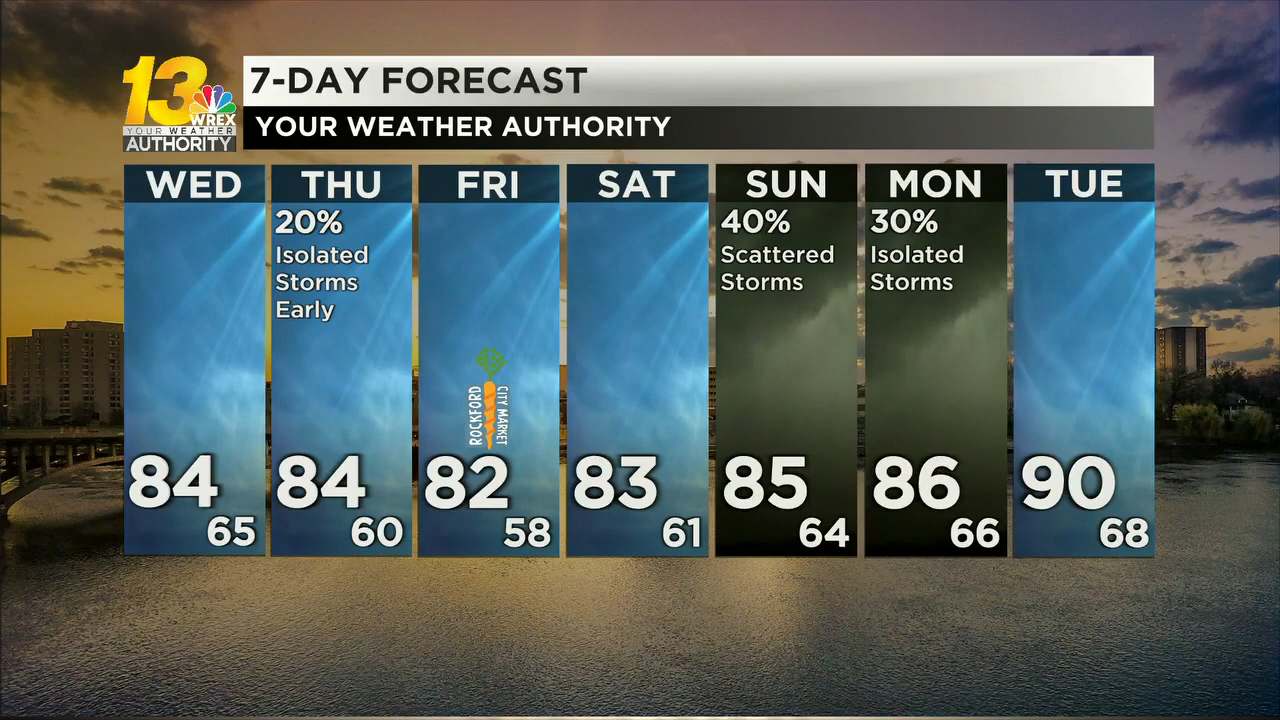 13
WREX
YOUR WEATHER
AUTHORITY
7-DAY FORECAST
YOUR WEATHER AUTHORITY
WED
84
65
THU
20%
Isolated
Storms
Early
84
60
FRI
ROCKFORD
CITY MARKET
82
58
SAT
83
61
SUN
40%
Scattered
Storms
85
64
MON
30%
Isolated
Storms
86
66
TUE
90
68